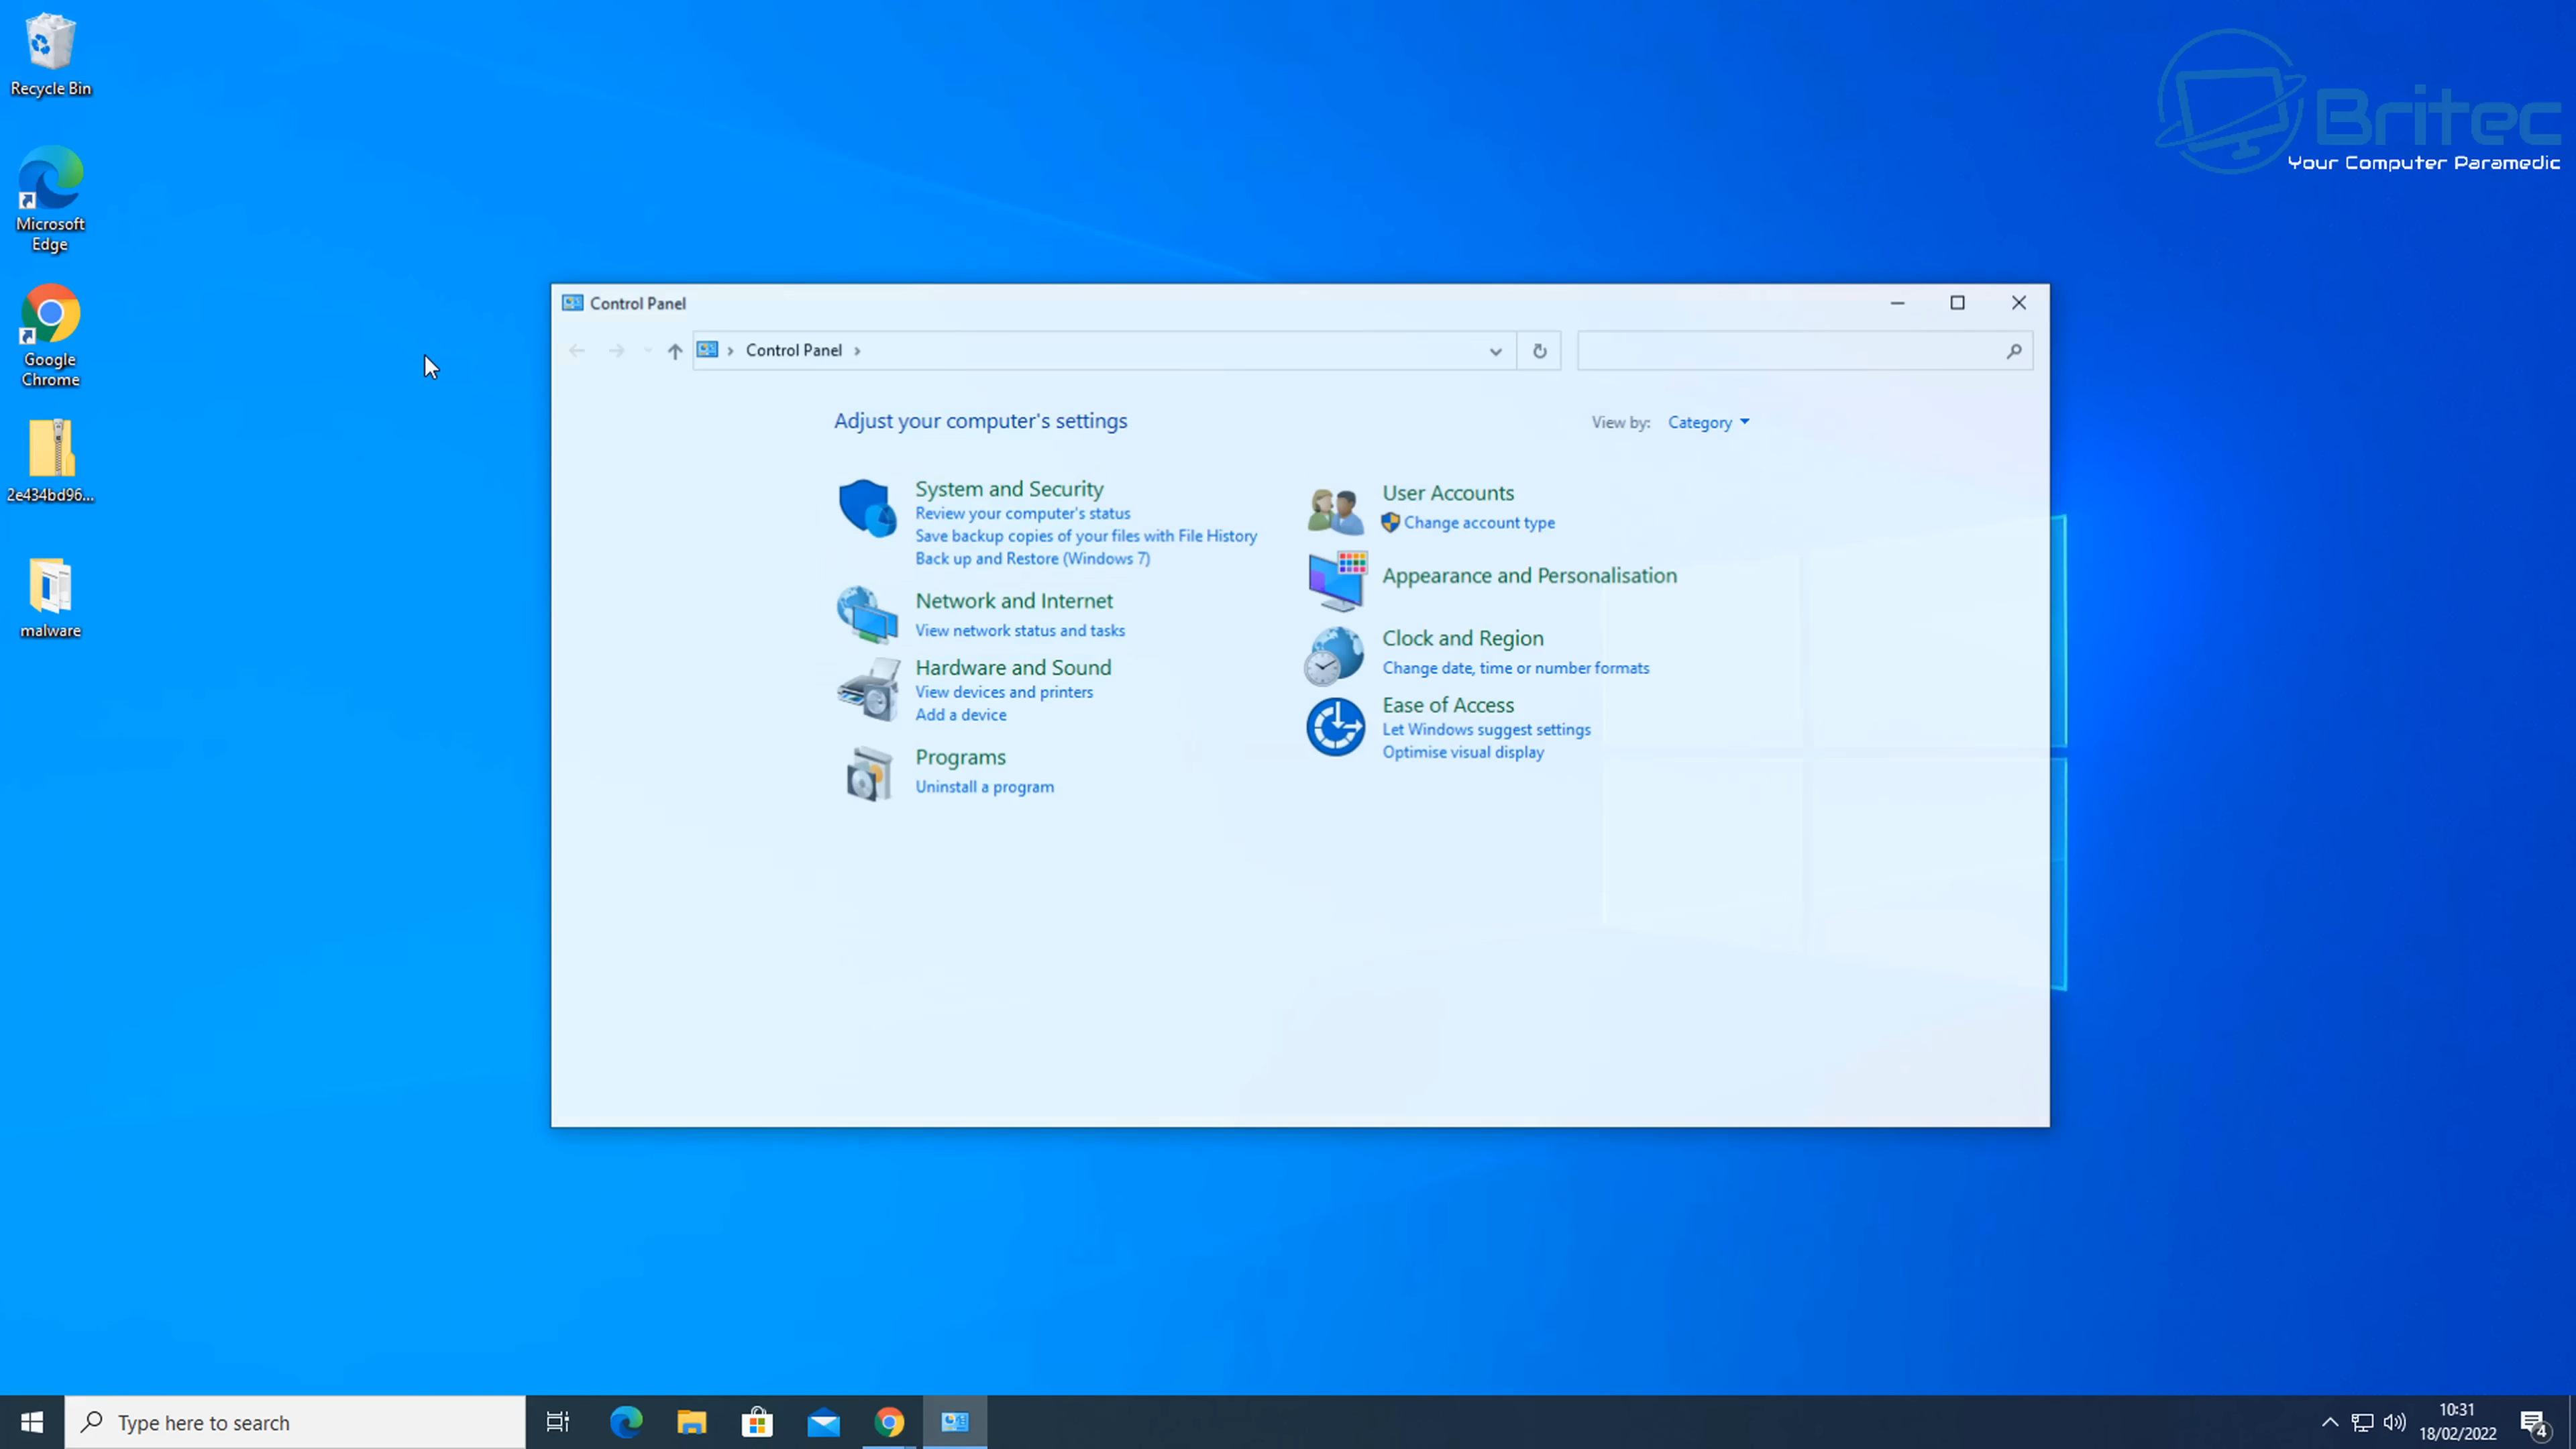 Recycle Bin
Microsoft
Edge
Google
Chrome
2e434bd96...
malware
Britec
Your Computer Paramedic
Control Panel
Control Panel
Adjust your computer's settings
View by: Category
System and Security
Review your computer's status
Save backup copies of your files with File History
Back up and Restore (Windows 7)
Network and Internet
View network status and tasks
Hardware and Sound
View devices and printers
Add a device
Programs
Uninstall a program
User Accounts
Change account type
Appearance and Personalisation
Clock and Region
Change date, time or number formats
Ease of Access
Let Windows suggest settings
Optimise visual display
Type here to search
10:31
18/02/2022
4